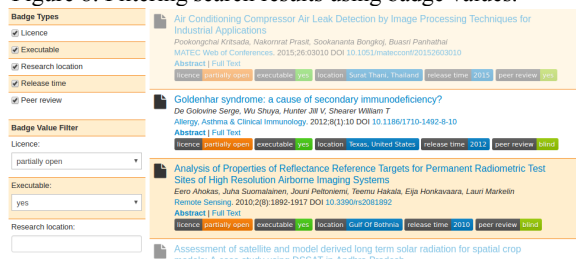 Figure 6. Filtering search results using badge values.
Badge Types
Licence
Executable
Research location
Release time
Peer review
Badge Value Filter
Licence:
partially open
Executable:
yes
Research location:
Air Conditioning Compressor Air Leak Detection by Image Processing Techniques for
Industrial Applications
Pookongchai Kritsada, Nakornrat Prasit, Sookananta Bongkoj, Buasri Panhathai
MATEC Web of Conferences. 2015;26:03010 DOI 10.1051/matecconf/20152603010
Abstract | Full Text
licence partially open executable yes location Surat Thani, Thailand release time 2015 peer review yes
Goldenhar syndrome: a cause of secondary immunodeficiency?
De Golovine Serge, Wu Shuya, Hunter Jill V, Shearer William T
Allergy, Asthma & Clinical Immunology. 2012;8(1):10 DOI 10.1186/1710-1492-8-10
Abstract | Full Text
licence partially open executable yes location Texas, United States release time 2012 peer review blind
Analysis of Properties of Reflectance Reference Targets for Permanent Radiometric Test
Sites of High Resolution Airborne Imaging Systems
Eero Ahokas, Juha Suomalainen, Jouni Peltoniemi, Teemu Hakala, Eija Honkavaara, Lauri Markelin
Remote Sensing. 2010;2(8):1892-1917 DOI 10.3390/rs2081892
Abstract | Full Text
licence partially open executable yes location Gulf Of Bothnia release time 2010 peer review blind
Assessment of satellite and model derived long term solar radiation for spatial crop